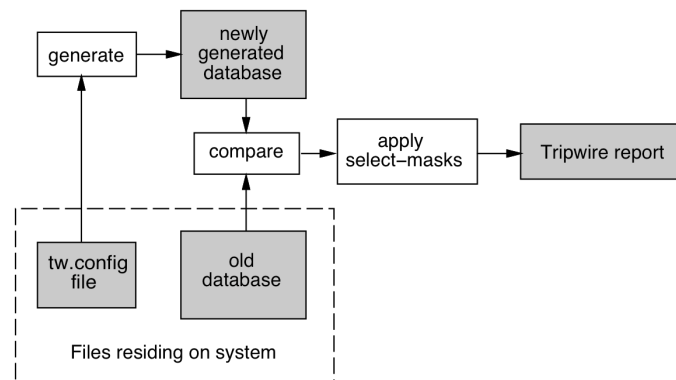 generate
newly
generated
database
compare
apply
select–masks
Tripwire report
tw.config
file
old
database
Files residing on system